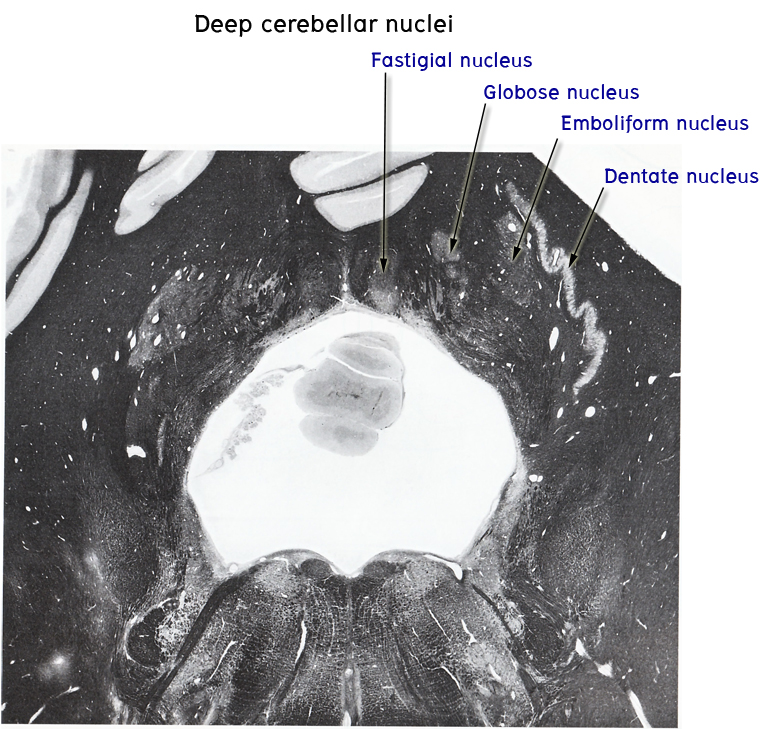 Deep cerebellar nuclei
Fastigial nucleus
Globose nucleus
Emboliform nucleus
Dentate nucleus